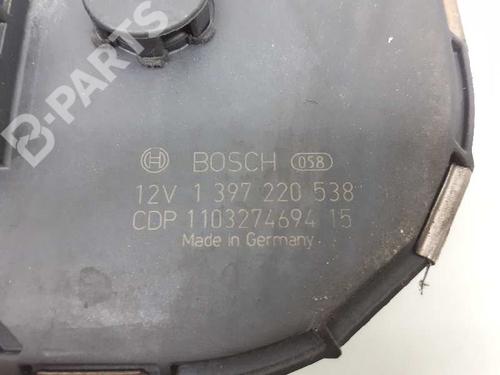 B-PARTS
BOSCH 058
12V 1 397 220 538
CDP 1103274694 15
Made in Germany